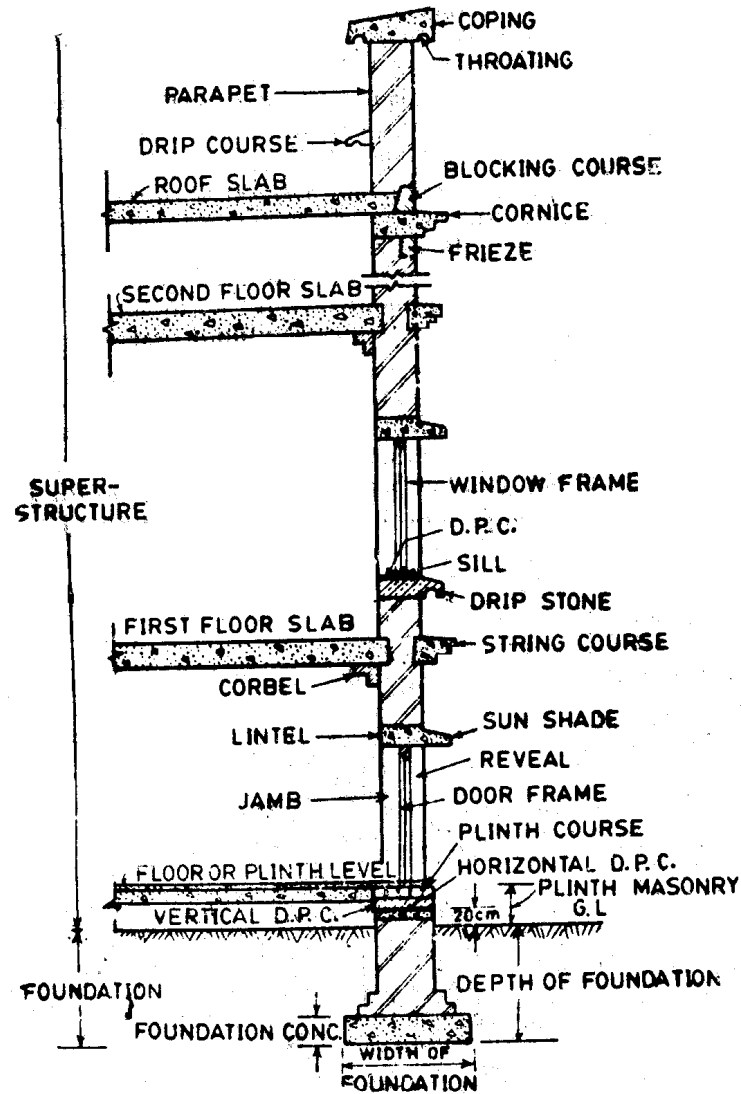 COPING
THROATING
PARAPET
DRIP COURSE
BLOCKING COURSE
ROOF SLAB
CORNICE
FRIEZE
SECOND FLOOR SLAB
WINDOW FRAME
SUPER-
STRUCTURE
D.P.C.
SILL
DRIP STONE
FIRST FLOOR SLAB
STRING COURSE
CORBEL
SUN SHADE
LINTEL
REVEAL
JAMB
DOOR FRAME
PLINTH COURSE
FLOOR OR PLINTH LEVEL
HORIZONTAL D.P.C.
PLINTH MASONRY
VERTICAL D.P.C.
20cm
G.L
FOUNDATION
DEPTH OF FOUNDATION
FOUNDATION CONC.
WIDTH OF
FOUNDATION